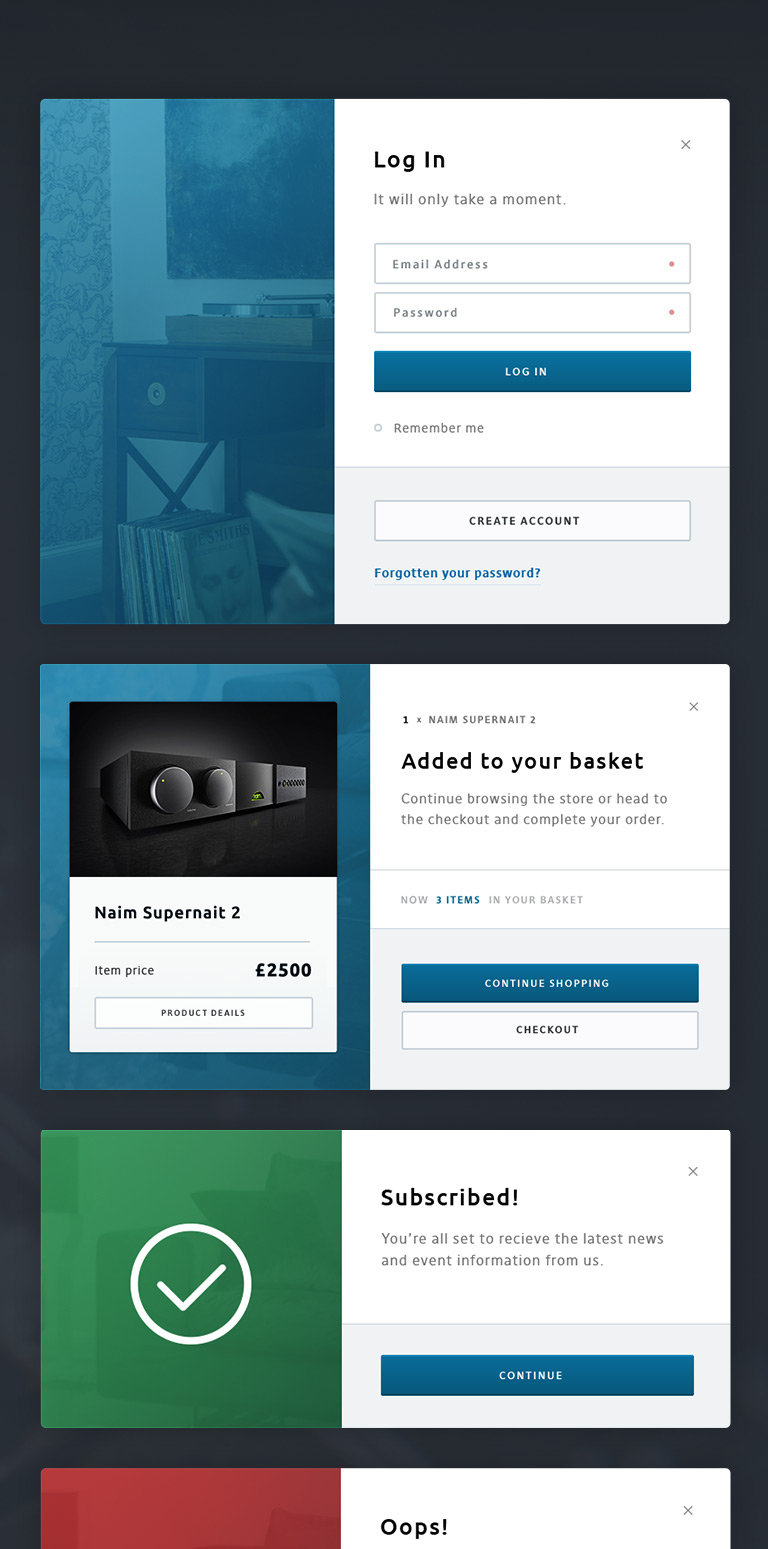 Log In
It will only take a moment.
Email Address
Password
LOG IN
Remember me
THE SMITHS
CREATE ACCOUNT
Forgotten your password?
1 x NAIM SUPERNAIT 2
Added to your basket
Continue browsing the store or head to
the checkout and complete your order.
Naim Supernait 2
NOW 3 ITEMS IN YOUR BASKET
Item price £2500
PRODUCT DEAILS
CONTINUE SHOPPING
CHECKOUT
Subscribed!
You’re all set to recieve the latest news
and event information from us.
CONTINUE
Oops!